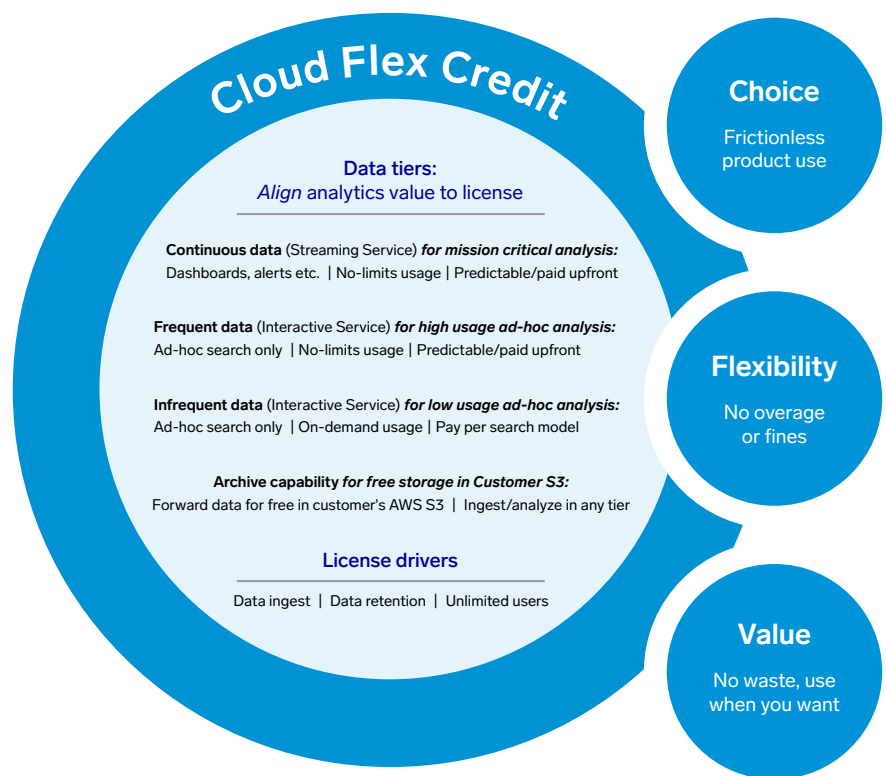 Cloud Flex Credit
Data tiers:
Align analytics value to license
Continuous data (Streaming Service) for mission critical analysis:
Dashboards, alerts etc. | No-limits usage | Predictable/paid upfront
Frequent data (Interactive Service) for high usage ad-hoc analysis:
Ad-hoc search only | No-limits usage | Predictable/paid upfront
Infrequent data (Interactive Service) for low usage ad-hoc analysis:
Ad-hoc search only | On-demand usage | Pay per search model
Archive capability for free storage in Customer S3:
Forward data for free in customer's AWS S3 | Ingest/analyze in any tier
License drivers
Data ingest | Data retention | Unlimited users
Choice
Frictionless
product use
Flexibility
No overage
or fines
Value
No waste, use
when you want